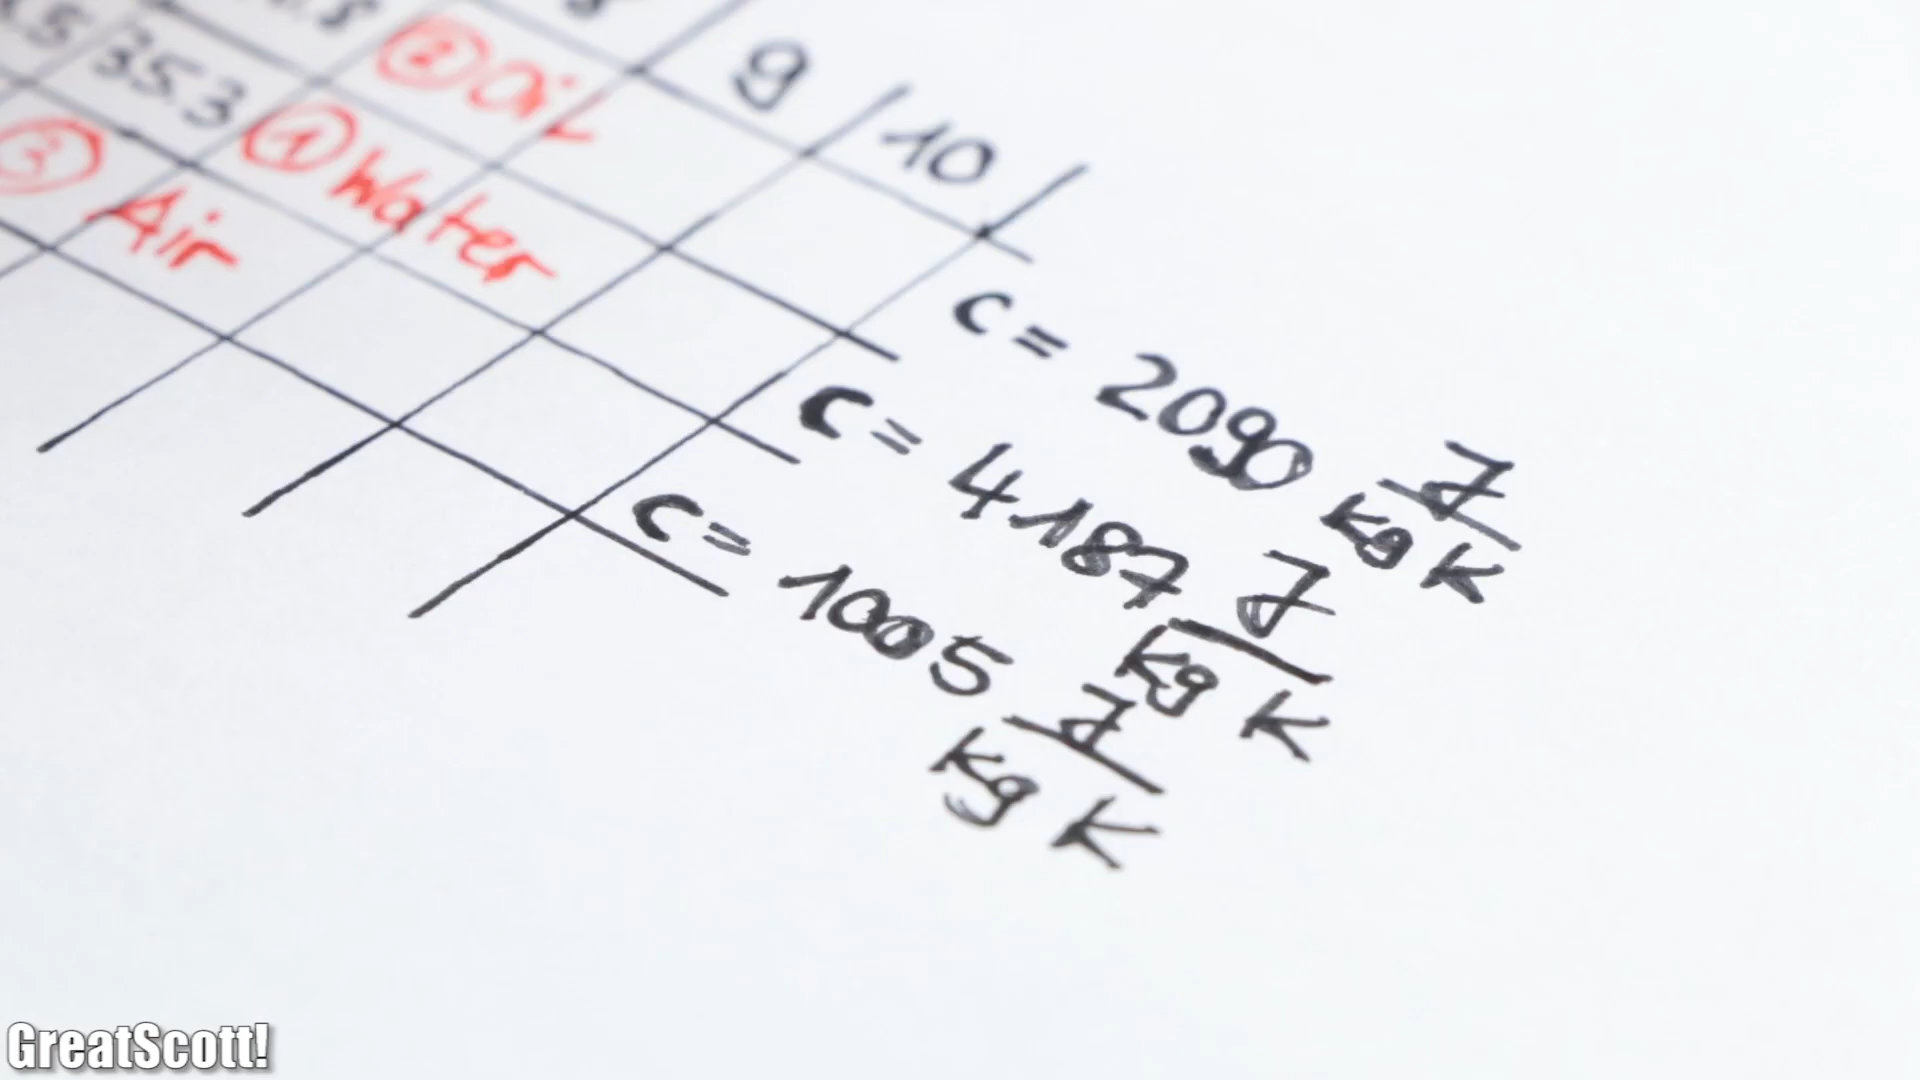 9 10
② Oil
c = 2090 J/kg K
353 ① Water
c = 4187 J/kg K
③ Air
c = 1005 J/kg K
GreatScott!